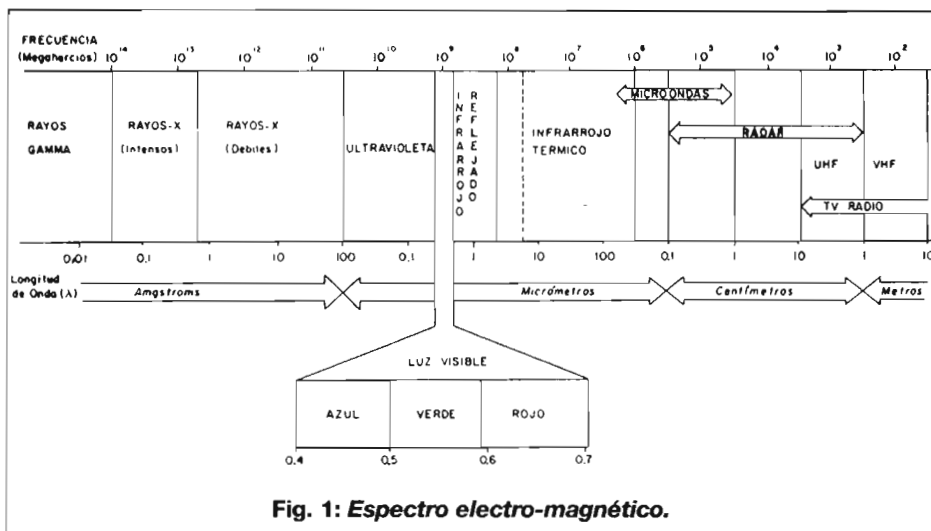 FRECUENCIA
(Megahercios) 10¹⁴ 10¹³ 10¹² 10¹¹ 10¹⁰ 10⁹ 10⁸ 10⁷ 10⁶ 10⁵ 10⁴ 10³ 10²
RAYOS
GAMMA
RAYOS-X
(Intensos)
RAYOS-X
(Debiles)
ULTRAVIOLETA
INFRARROJO
REFLEJADO
INFRARROJO
TERMICO
MICROONDAS
RADAR
UHF
VHF
TV RADIO
0,01 0.1 1 10 100 0.1 1 10 100 0.1 1 10 1 10
Longitud
de Onda (λ)
Amgstroms
Micrómetros
Centímetros
Metros
LUZ VISIBLE
AZUL VERDE ROJO
0.4 0.5 0.6 0.7
Fig. 1: Espectro electro-magnético.